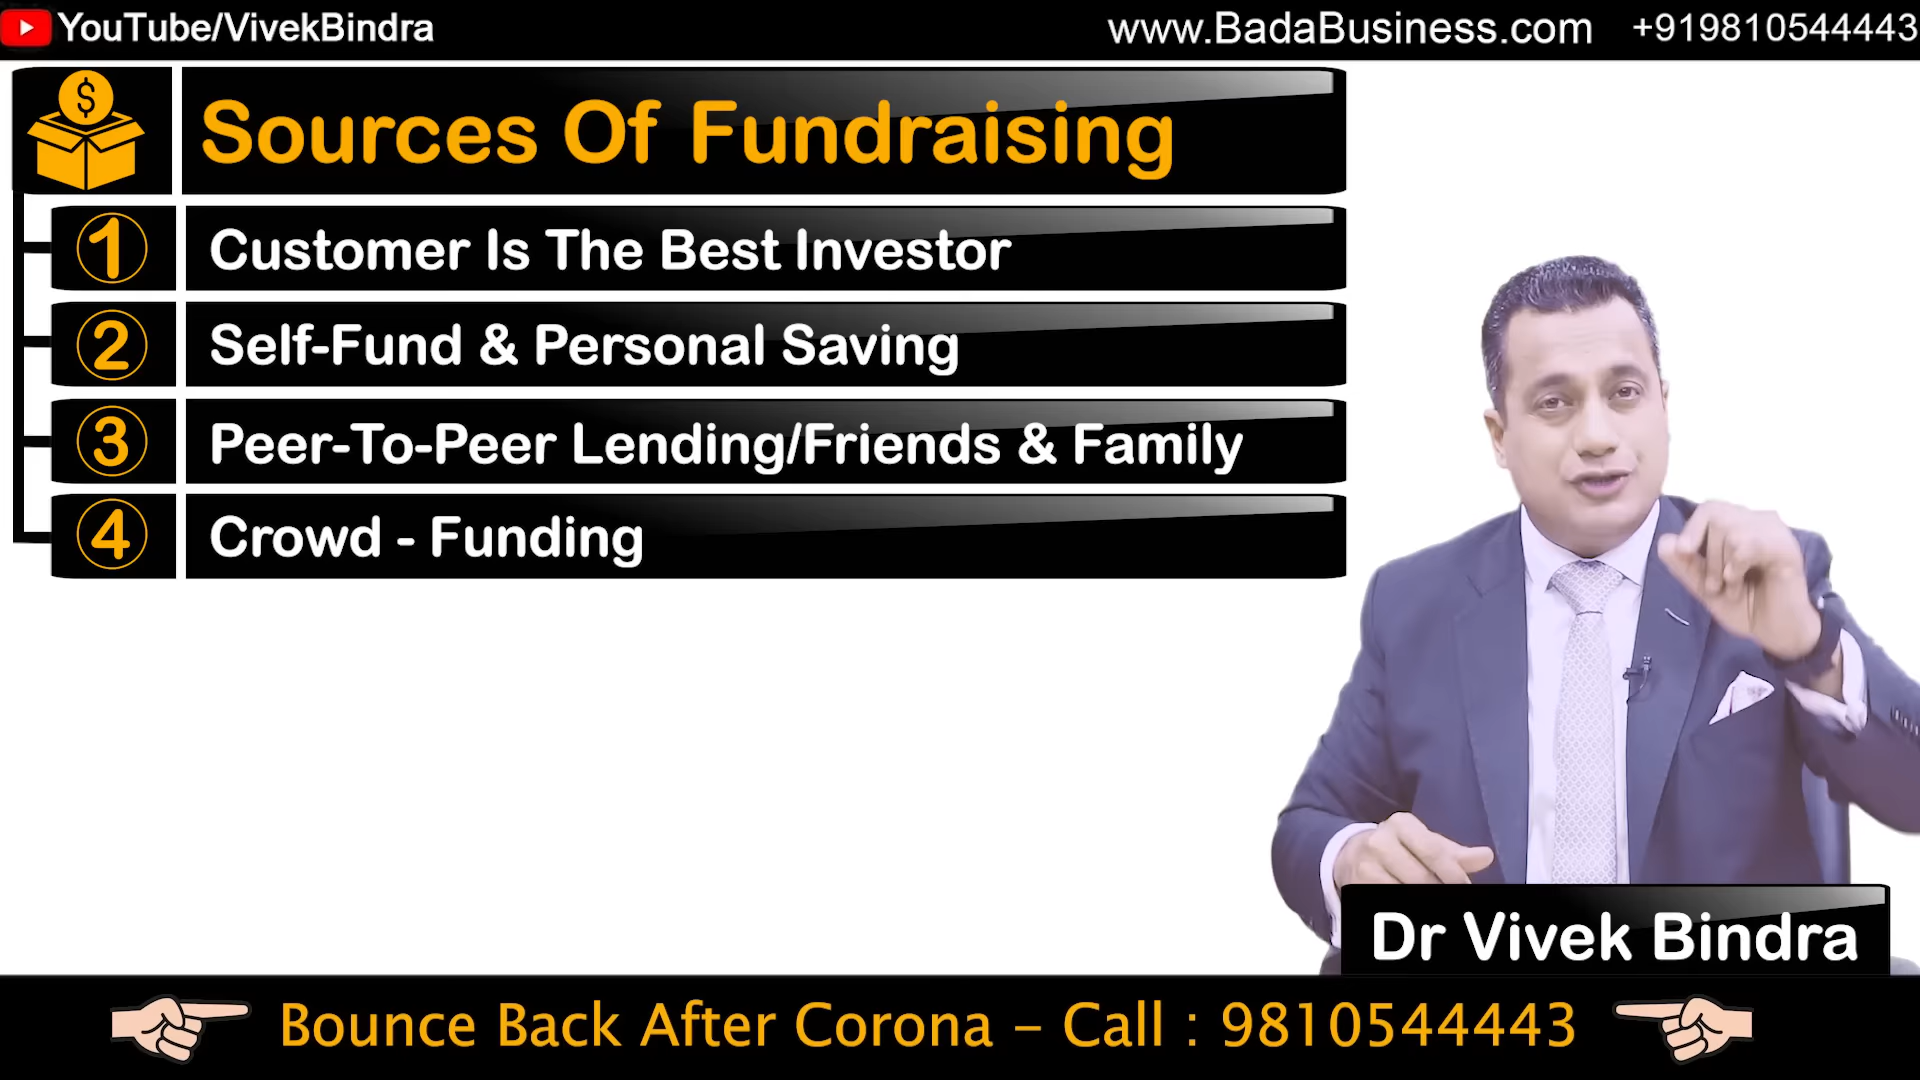 YouTube/VivekBindra
www.BadaBusiness.com +919810544443
$
Sources Of Fundraising
1 Customer Is The Best Investor
2 Self-Fund & Personal Saving
3 Peer-To-Peer Lending/Friends & Family
4 Crowd - Funding
Dr Vivek Bindra
Bounce Back After Corona – Call : 9810544443